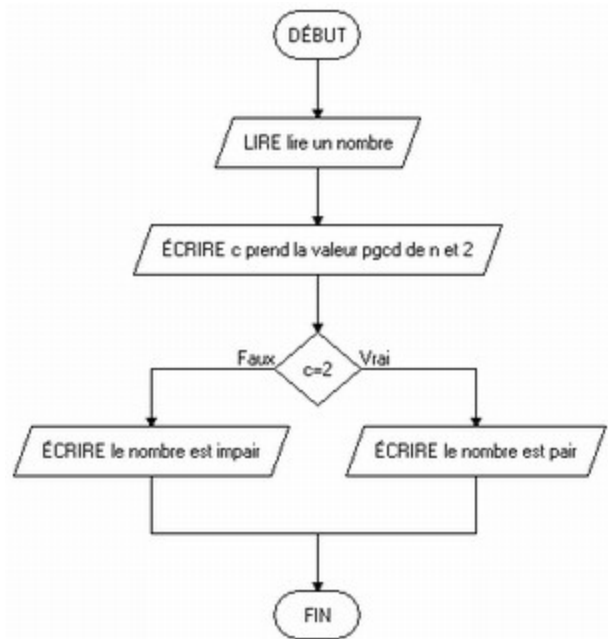 DÉBUT
LIRE lire un nombre
ÉCRIRE c prend la valeur pgcd de n et 2
Faux
c=2
Vrai
ÉCRIRE le nombre est impair
ÉCRIRE le nombre est pair
FIN